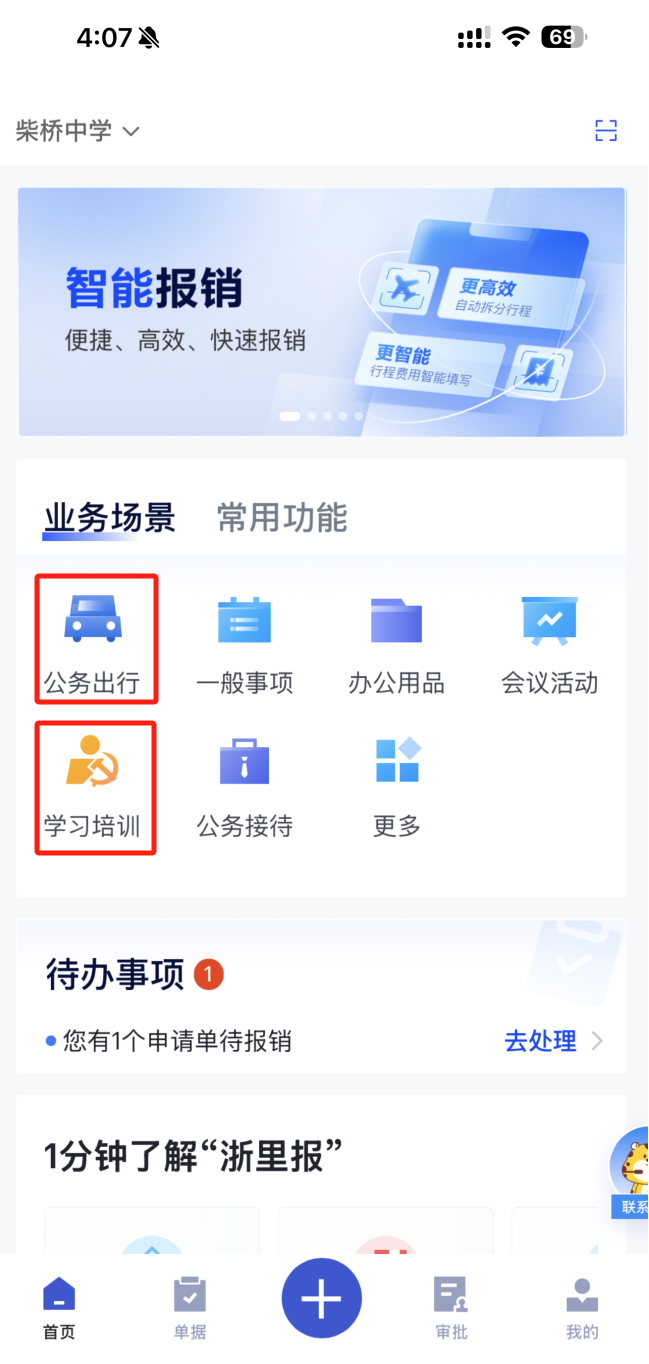 4:07
69
柴桥中学
智能报销
便捷、高效、快速报销
更高效
自动拆分行程
更智能
行程费用智能填写
业务场景 常用功能
公务出行 一般事项 办公用品 会议活动
学习培训 公务接待 更多
待办事项 1
您有1个申请单待报销 去处理
1分钟了解“浙里报”
联系
首页 单据 审批 我的